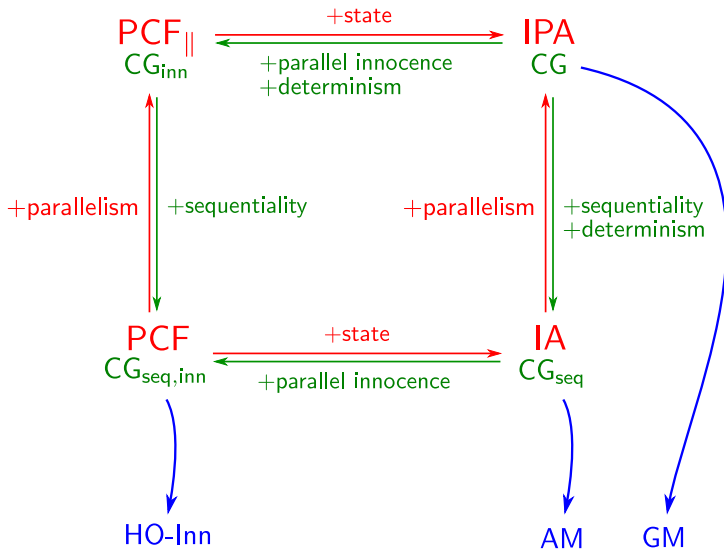 +state
PCF||
IPA
CG_inn
+parallel innocence
CG
+determinism
+parallelism
+sequentiality
+parallelism
+sequentiality
+determinism
+state
PCF
IA
CG_seq,inn
+parallel innocence
CG_seq
HO-Inn
AM
GM